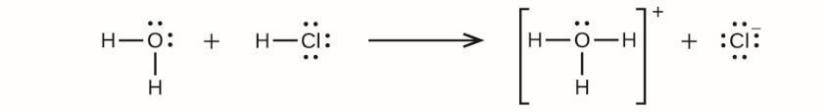 H—O: + H—Cl: ⟶ [H—O—H]⁺ + :Cl:⁻
H H